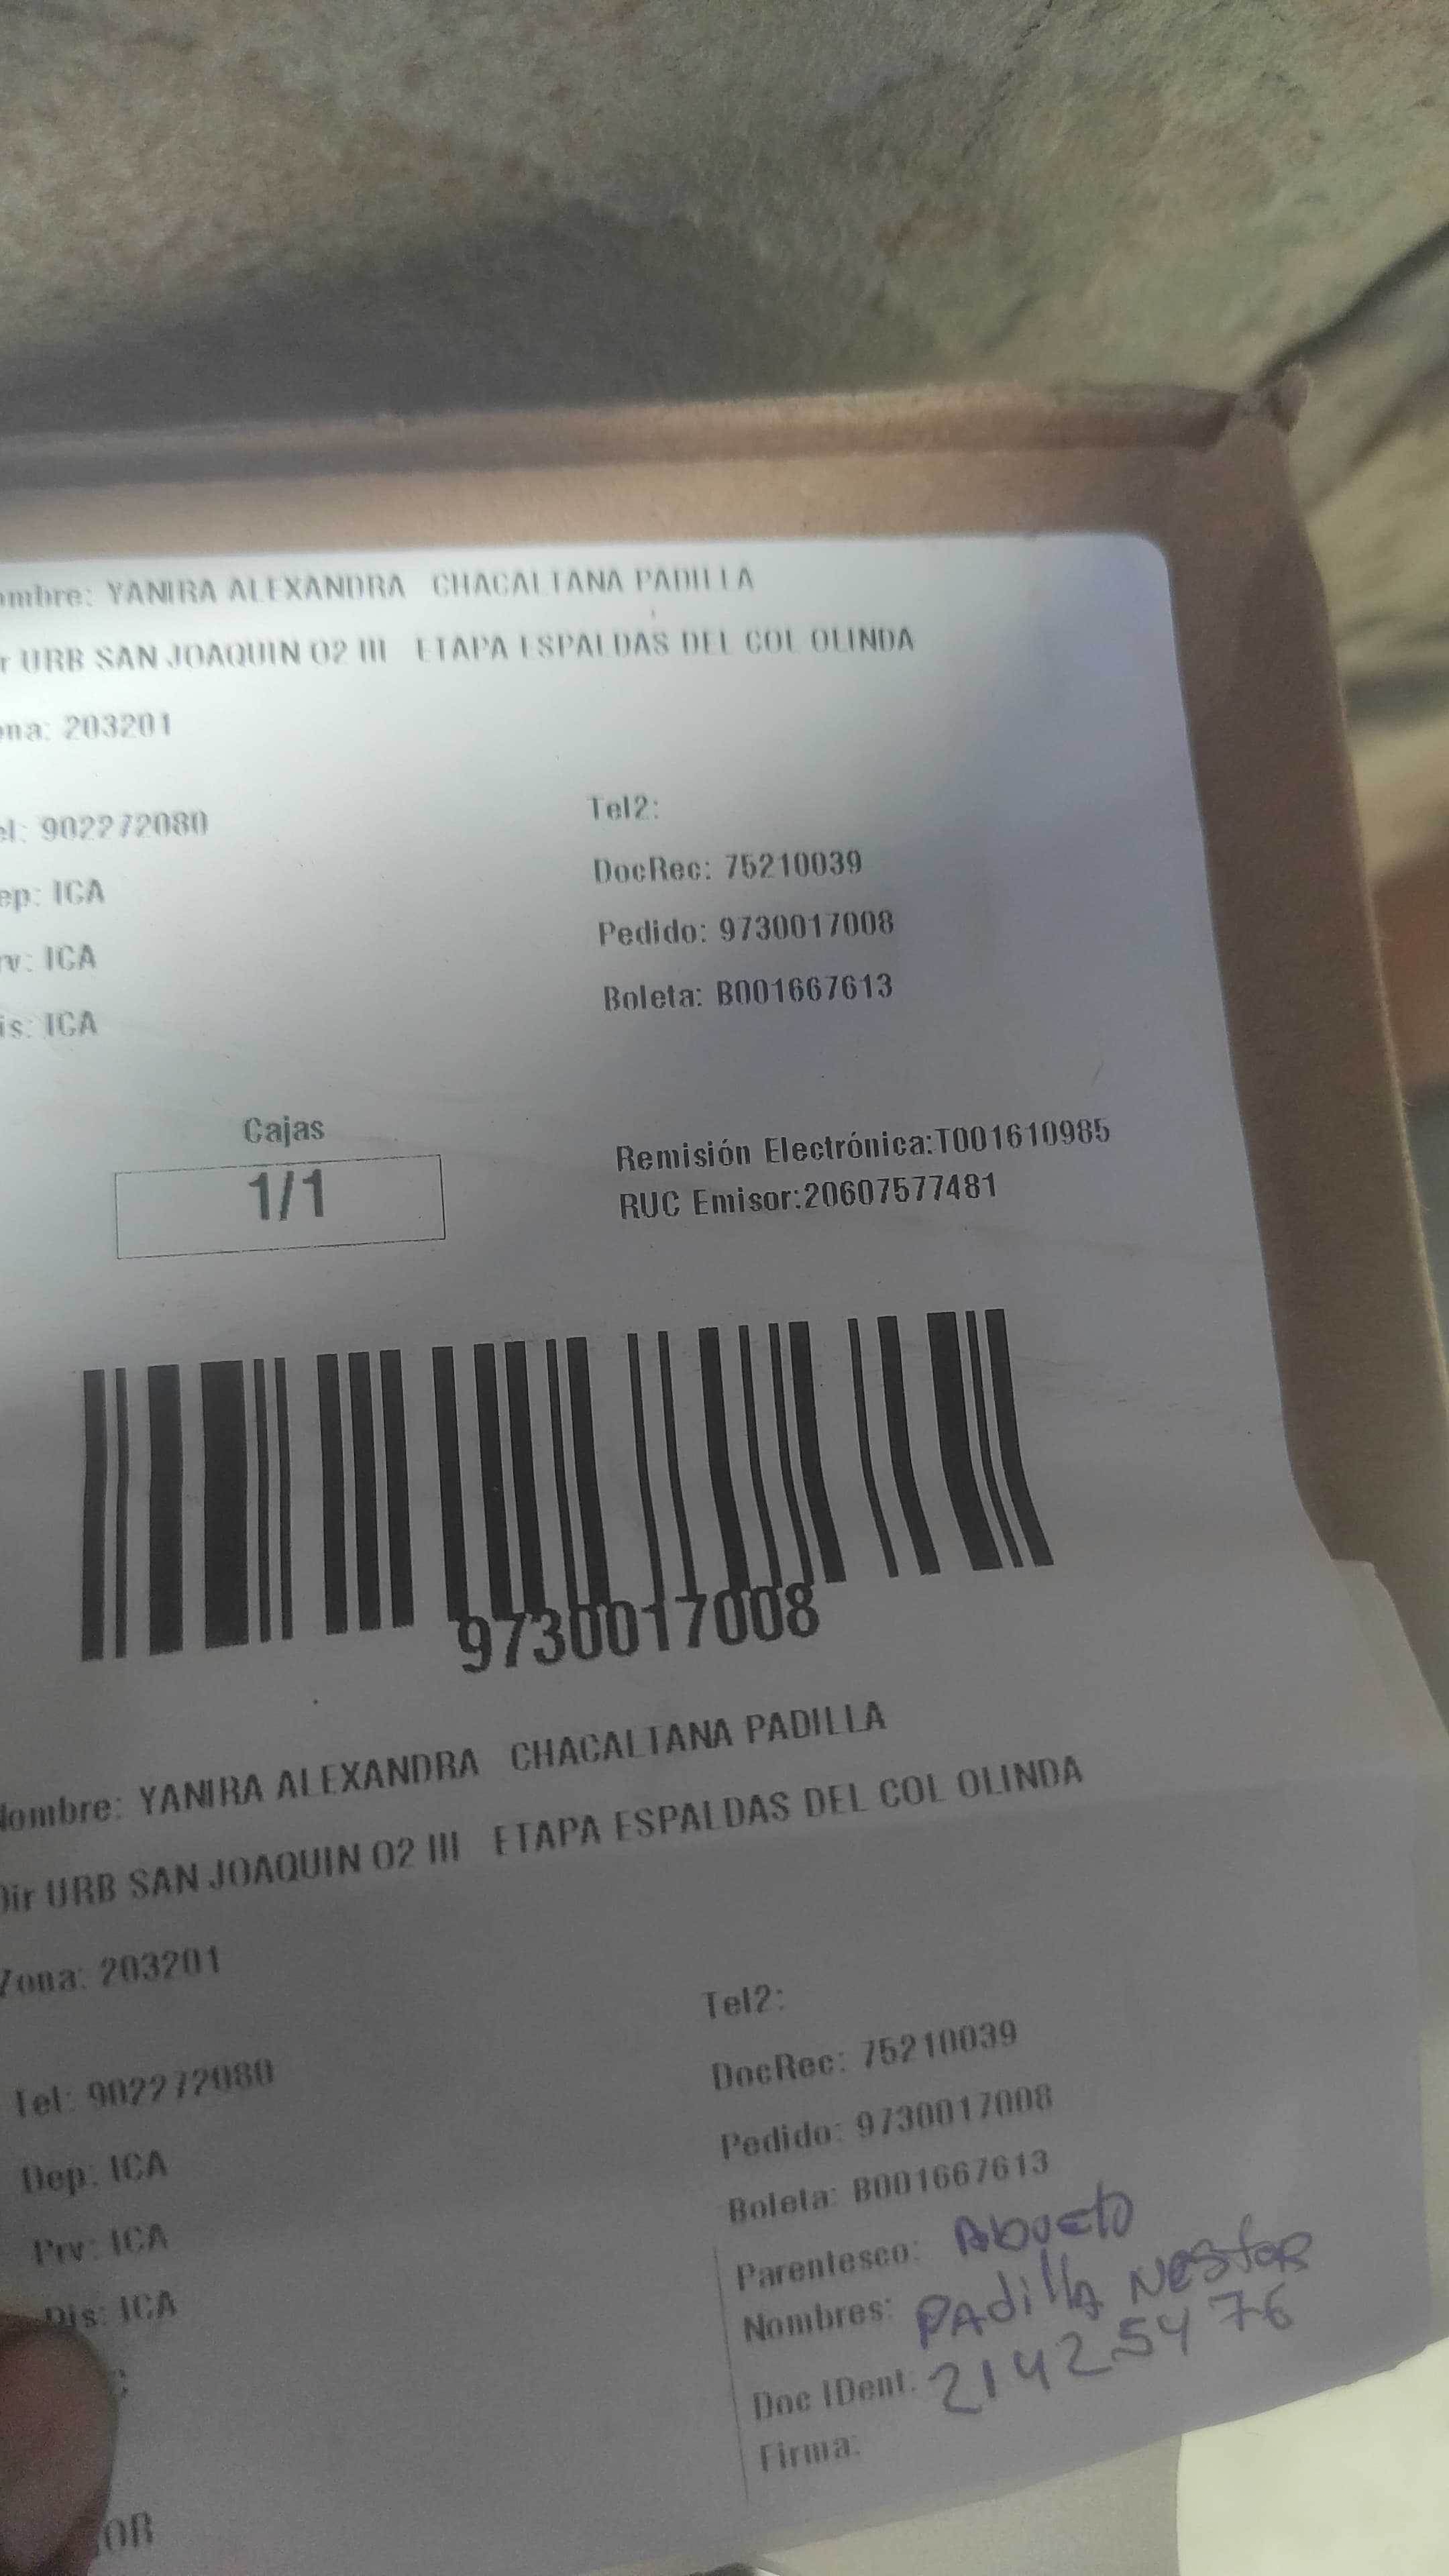 ombre: YANIRA ALEXANDRA CHACALTANA PADILLA
r URB SAN JOAQUIN O2 III ETAPA ESPALDAS DEL COL OLINDA
ona: 203201
el: 902272080
Tel2:
DocRec: 75210039
ep: ICA
Pedido: 9730017008
rv: ICA
Boleta: B001667613
is: ICA
Cajas
1/1
Remisión Electrónica:T001610985
RUC Emisor:20607577481
9730017008
Nombre: YANIRA ALEXANDRA CHACALTANA PADILLA
Dir URB SAN JOAQUIN O2 III ETAPA ESPALDAS DEL COL OLINDA
Zona: 203201
Tel2:
Tel: 902272080
DocRec: 75210039
Dep: ICA
Pedido: 9730017008
Prv: ICA
Boleta: B001667613
Dis: ICA
Parentesco: Abuelo
Nombres: PAdillA NEStoR
Doc IDent. 21425476
Firma:
OR